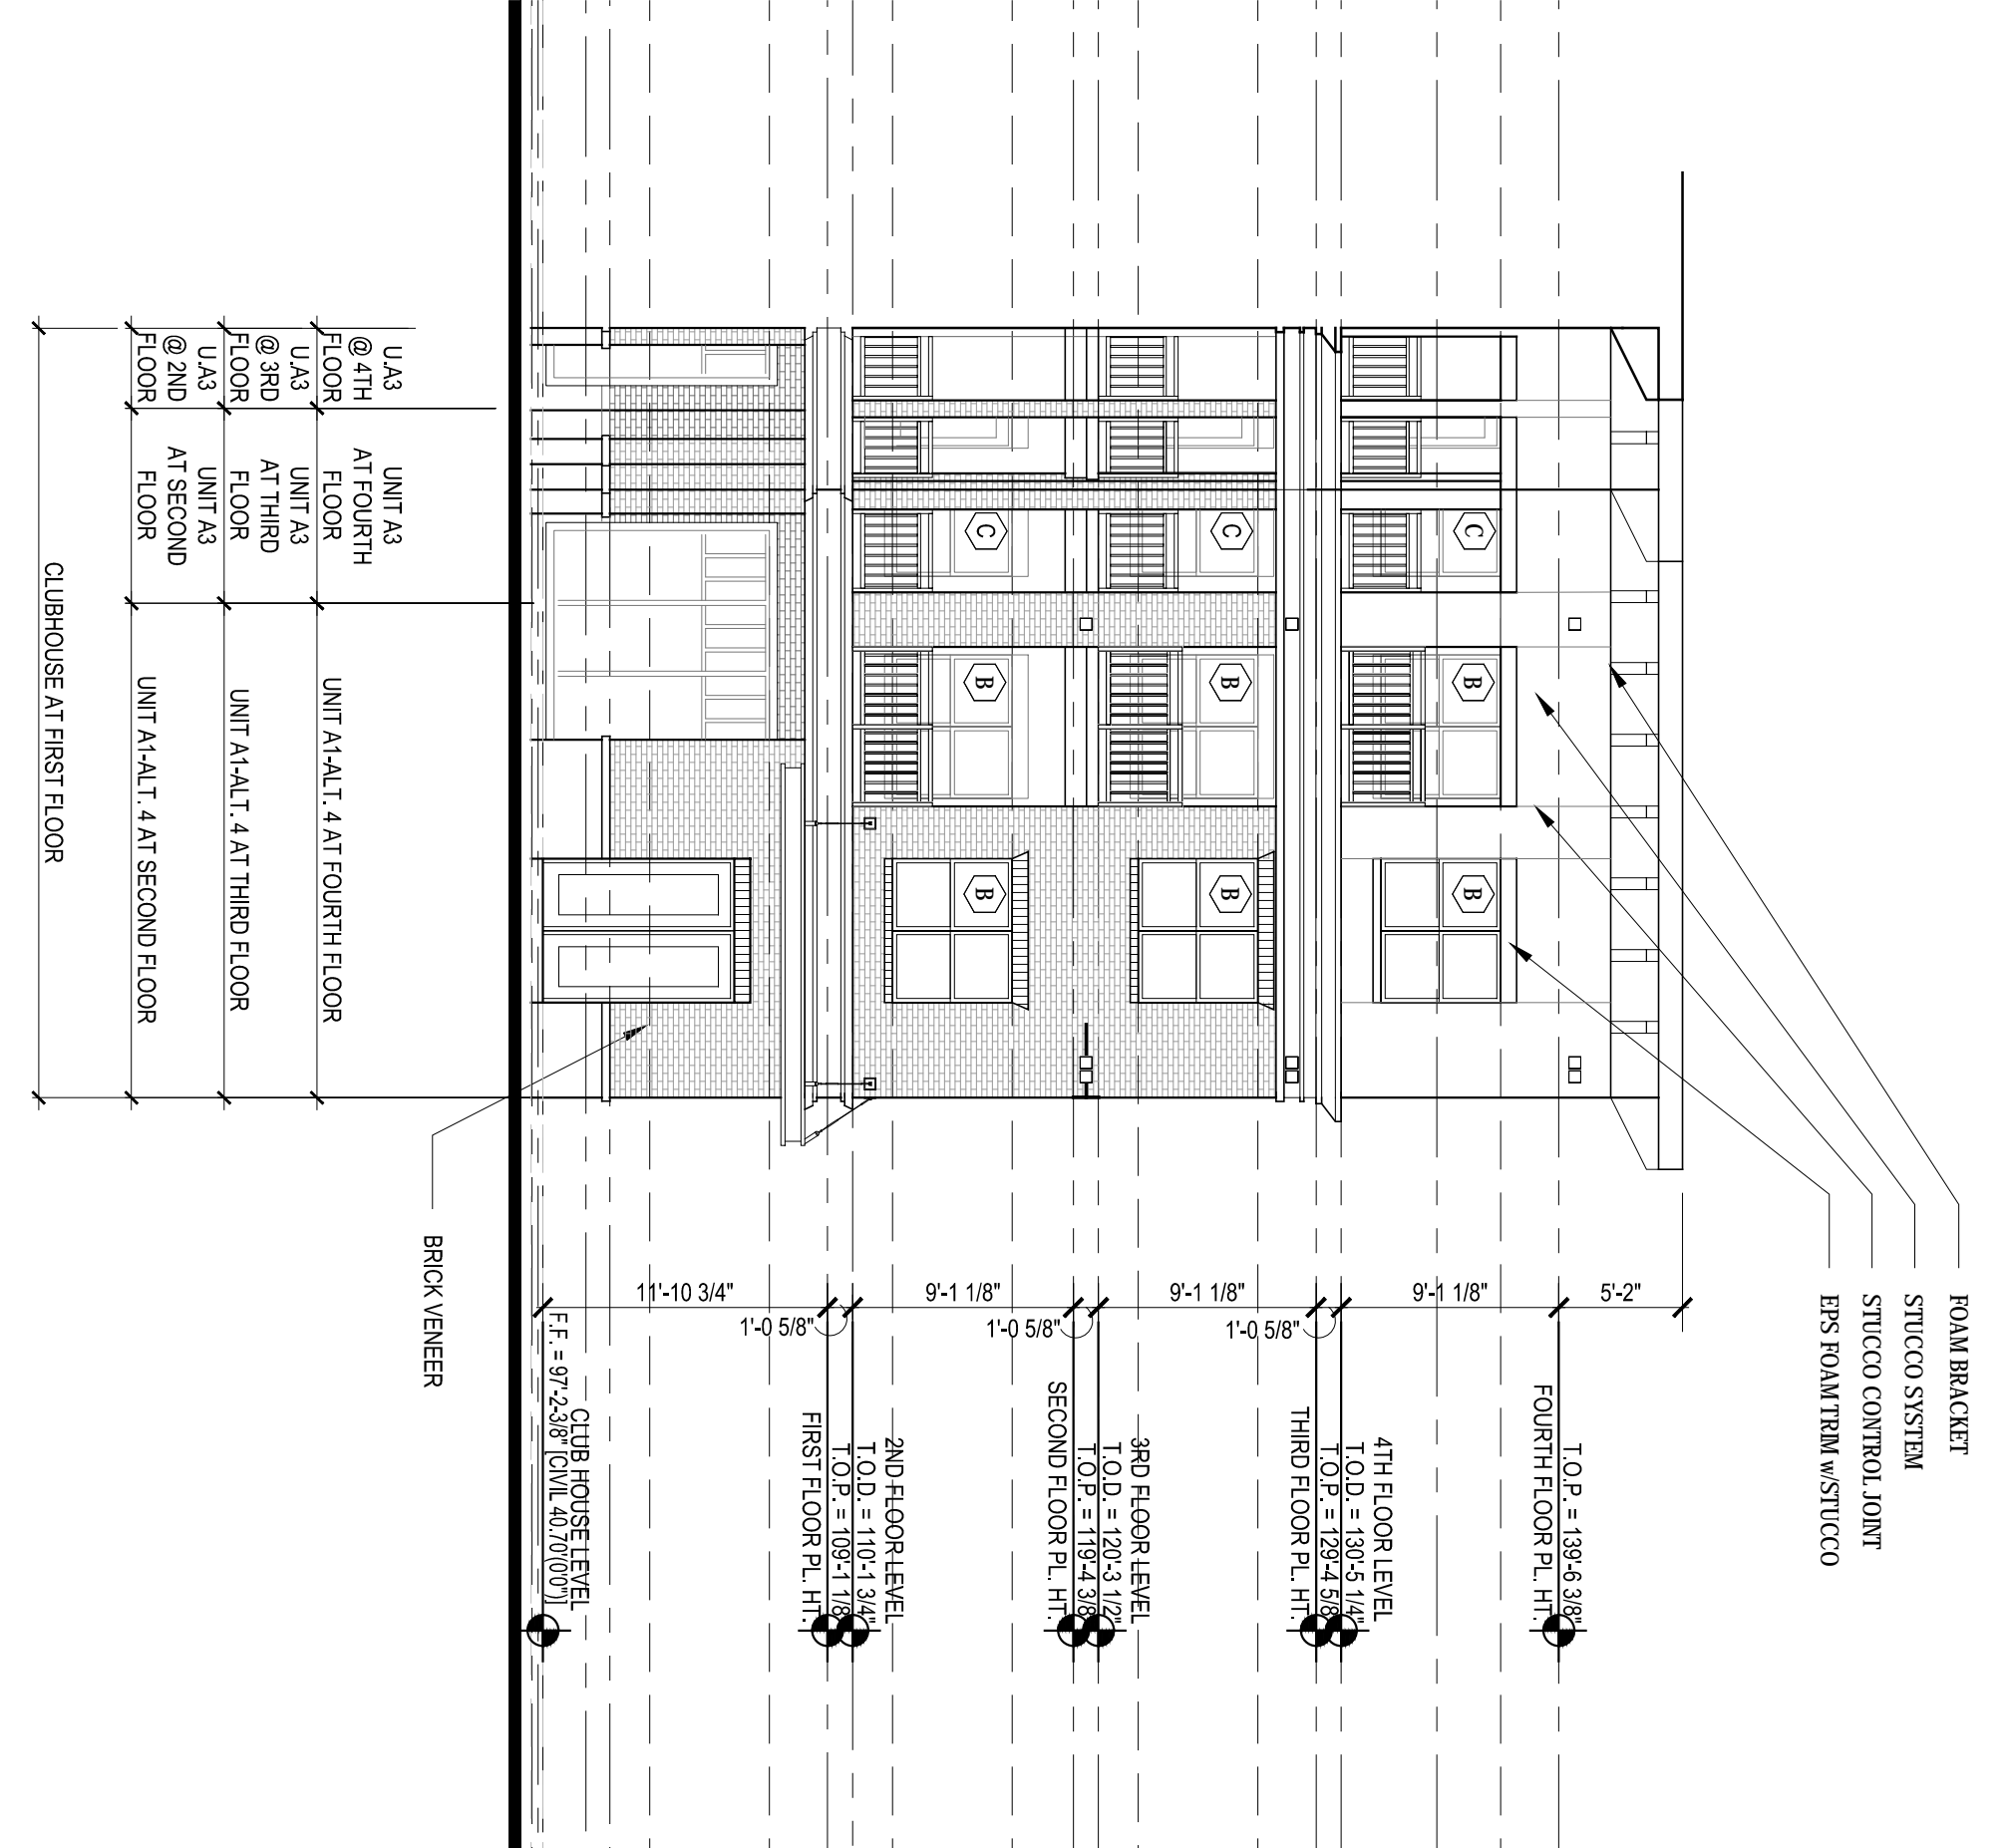 FOAM BRACKET
STUCCO SYSTEM
STUCCO CONTROL JOINT
EPS FOAM TRIM w/STUCCO
5'-2"
9'-1 1/8"
1'-0 5/8"
9'-1 1/8"
1'-0 5/8"
9'-1 1/8"
1'-0 5/8"
11'-10 3/4"
T.O.P. = 139'-6 3/8"
FOURTH FLOOR PL. HT.
4TH FLOOR LEVEL
T.O.D. = 130'-5 1/4"
T.O.P. = 129'-4 5/8"
THIRD FLOOR PL. HT.
3RD FLOOR LEVEL
T.O.D. = 120'-3 1/2"
T.O.P. = 119'-4 3/8"
SECOND FLOOR PL. HT.
2ND FLOOR LEVEL
T.O.D. = 110'-1 3/4"
T.O.P. = 109'-1 1/8"
FIRST FLOOR PL. HT.
CLUB HOUSE LEVEL
F.F. = 97'-2-3/8" [CIVIL 40.70'(0'0")]
C
B
B
C
B
B
C
B
B
BRICK VENEER
U.A3
@ 4TH
FLOOR
UNIT A3
AT FOURTH
FLOOR
UNIT A1-ALT. 4 AT FOURTH FLOOR
U.A3
@ 3RD
FLOOR
UNIT A3
AT THIRD
FLOOR
UNIT A1-ALT. 4 AT THIRD FLOOR
U.A3
@ 2ND
FLOOR
UNIT A3
AT SECOND
FLOOR
UNIT A1-ALT. 4 AT SECOND FLOOR
CLUBHOUSE AT FIRST FLOOR